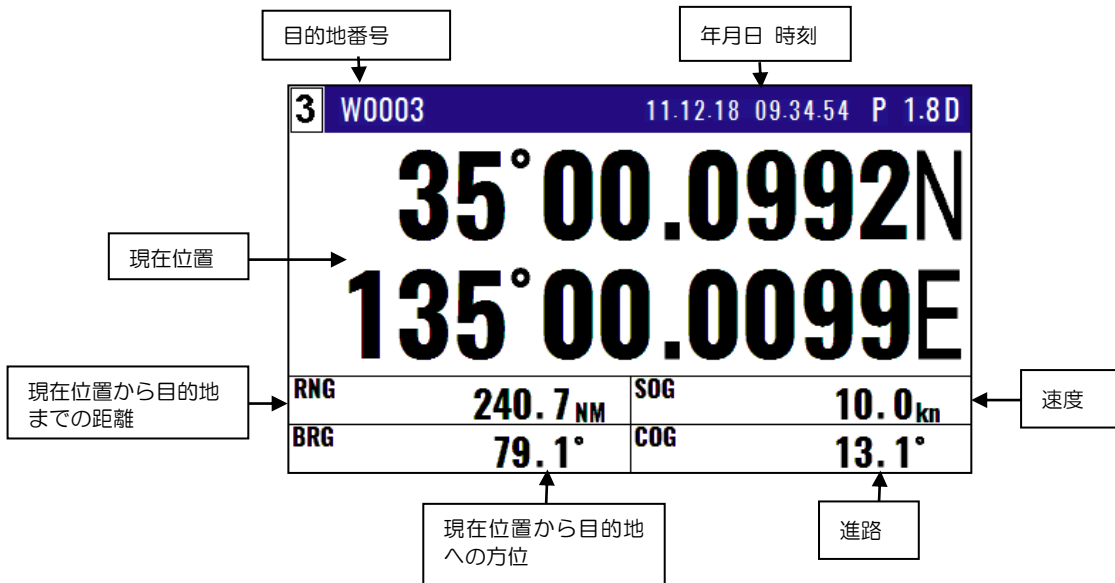 目的地番号
年月日 時刻
3 W0003 11.12.18 09.34.54 P 1.8D
35°00.0992N
現在位置
135°00.0099E
現在位置から目的地
までの距離
RNG 240.7NM
SOG 10.0kn
速度
BRG 79.1°
COG 13.1°
現在位置から目的地
への方位
進路